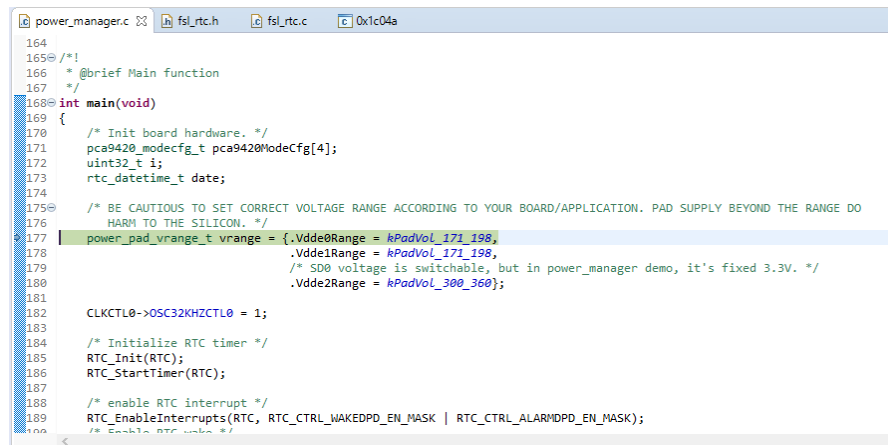 power_manager.c fsl_rtc.h fsl_rtc.c 0x1c04a
164
165 /*!
166  * @brief Main function
167  */
168 int main(void)
169 {
170     /* Init board hardware. */
171     pca9420_modecfg_t pca9420ModeCfg[4];
172     uint32_t i;
173     rtc_datetime_t date;
174
175     /* BE CAUTIOUS TO SET CORRECT VOLTAGE RANGE ACCORDING TO YOUR BOARD/APPLICATION. PAD SUPPLY BEYOND THE RANGE DO
176        HARM TO THE SILICON. */
177     power_pad_vrange_t vrange = {.Vdde0Range = kPadVol_171_198,
178                                  .Vdde1Range = kPadVol_171_198,
179                                  /* SD0 voltage is switchable, but in power_manager demo, it's fixed 3.3V. */
180                                  .Vdde2Range = kPadVol_300_360};
181
182     CLKCTL0->OSC32KHZCTL0 = 1;
183
184     /* Initialize RTC timer */
185     RTC_Init(RTC);
186     RTC_StartTimer(RTC);
187
188     /* enable RTC interrupt */
189     RTC_EnableInterrupts(RTC, RTC_CTRL_WAKEDPD_EN_MASK | RTC_CTRL_ALARMDPD_EN_MASK);
190     /* Enable RTC wake */